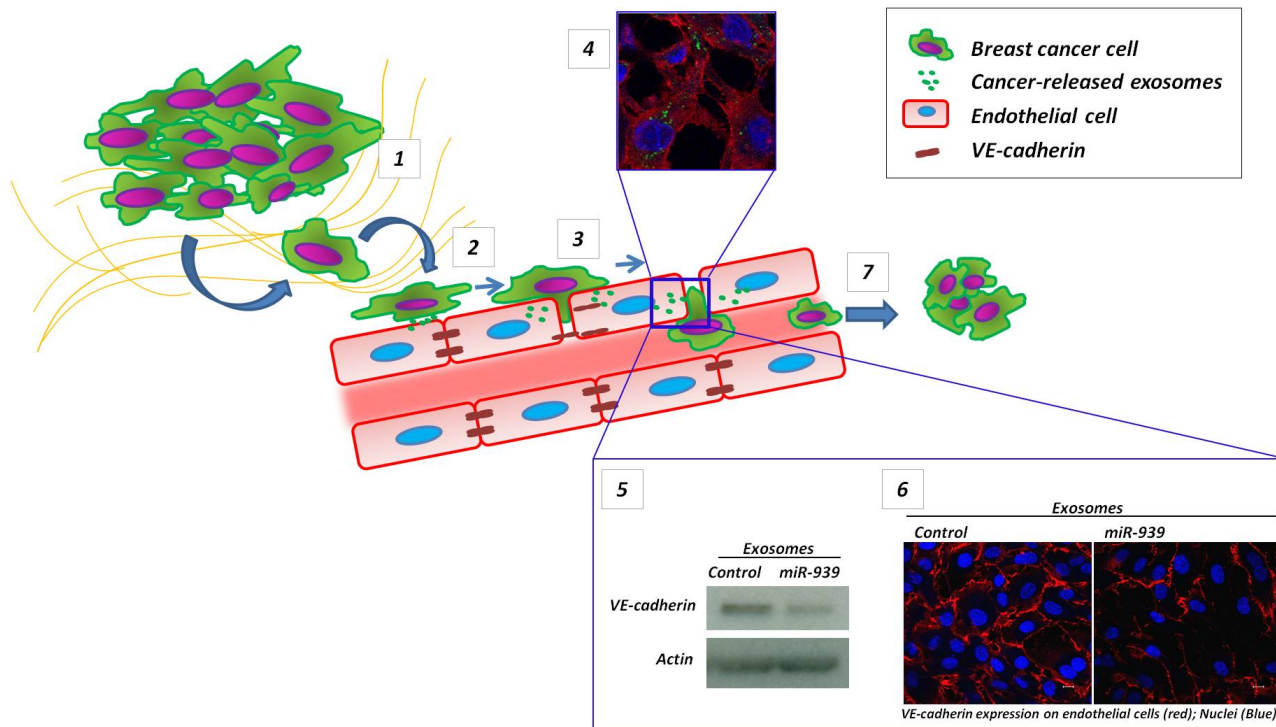 4
Breast cancer cell
Cancer-released exosomes
Endothelial cell
VE-cadherin
1
2
3
7
5
6
Exosomes
Control miR-939
VE-cadherin
Actin
Exosomes
Control miR-939
VE-cadherin expression on endothelial cells (red); Nuclei (Blue)